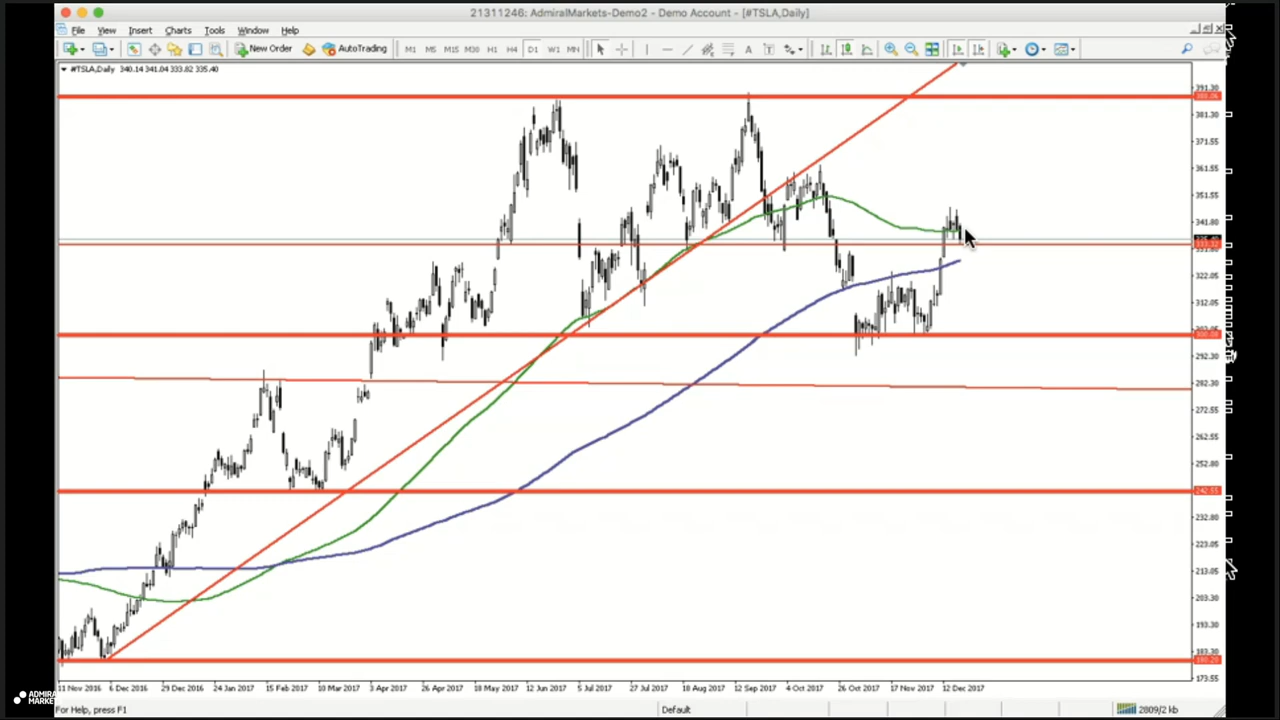 21311246: AdmiralMarkets-Demo2 - Demo Account - [#TSLA,Daily]
File View Insert Charts Tools Window Help
New Order AutoTrading M1 M5 M15 M30 H1 H4 D1 W1 MN
#TSLA,Daily 340.14 341.04 333.82 335.40
391.30
381.30
371.55
361.55
351.55
341.80
322.05
312.05
292.30
282.30
272.55
262.55
252.80
242.55
232.80
223.05
213.05
203.30
193.30
183.30
173.55
11 Nov 2016 6 Dec 2016 29 Dec 2016 24 Jan 2017 15 Feb 2017 10 Mar 2017 3 Apr 2017 26 Apr 2017 18 May 2017 12 Jun 2017 5 Jul 2017 27 Jul 2017 18 Aug 2017 12 Sep 2017 4 Oct 2017 26 Oct 2017 17 Nov 2017 12 Dec 2017
ADMIRA
MARKE
For Help, press F1 Default 2809/2 kb